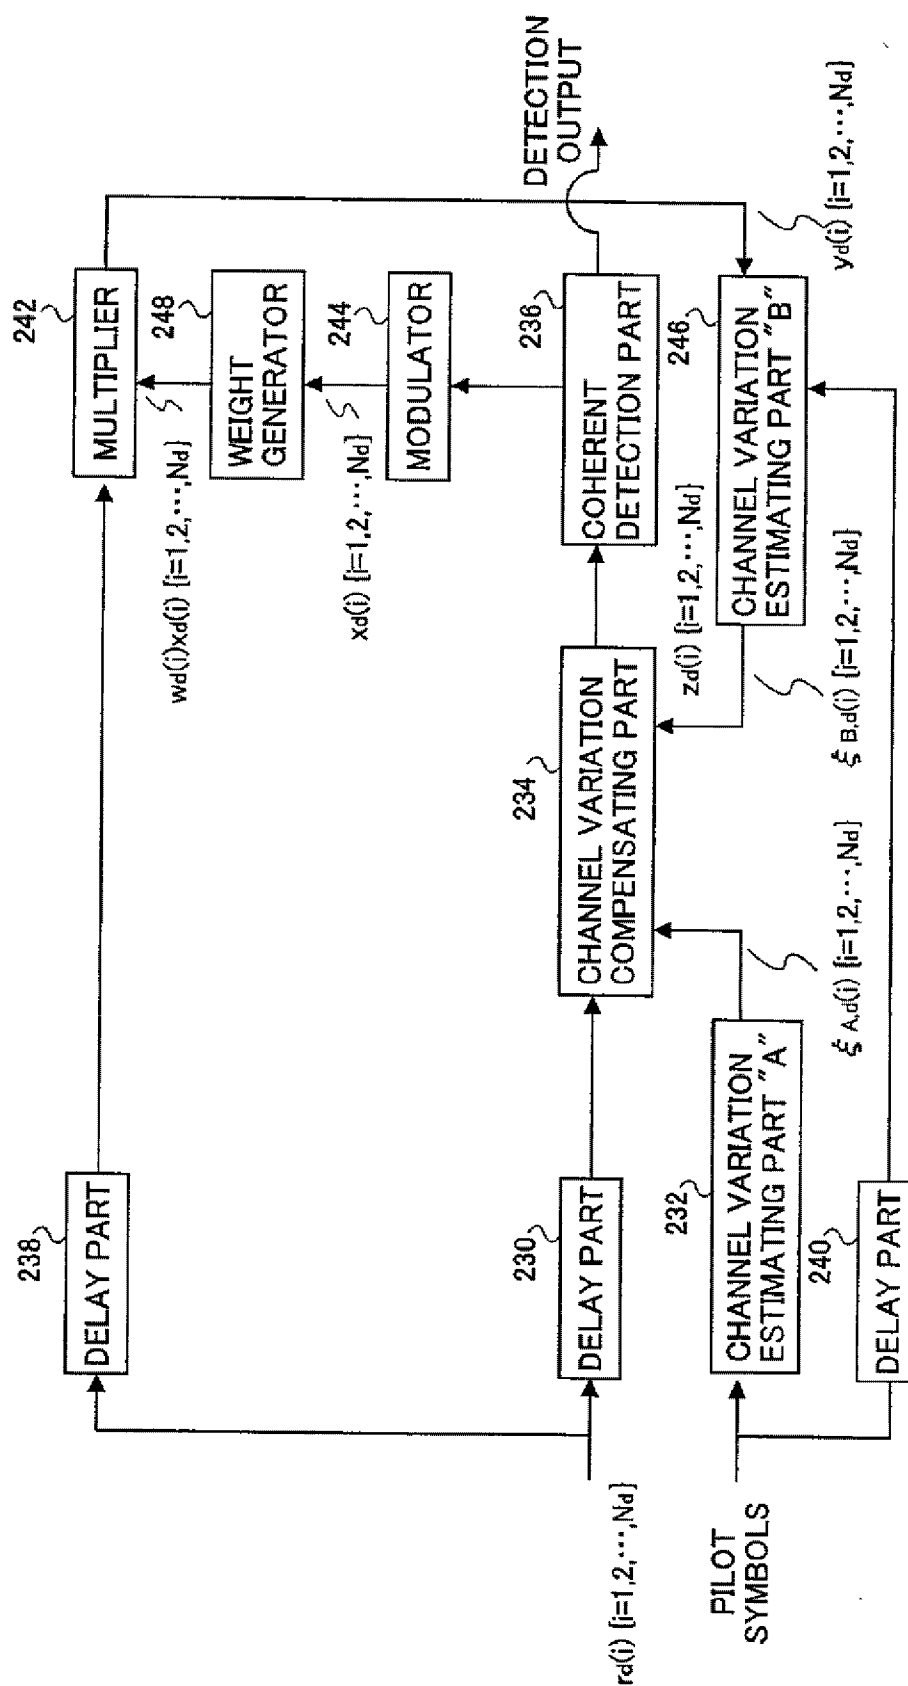 238
DELAY PART
242
MULTIPLIER
wd(i)xd(i) {i=1,2,⋯,Nd}
248
WEIGHT
GENERATOR
xd(i) {i=1,2,⋯,Nd}
244
MODULATOR
rd(i) {i=1,2,⋯,Nd}
230
DELAY PART
234
CHANNEL VARIATION
COMPENSATING PART
236
COHERENT
DETECTION PART
DETECTION
OUTPUT
zd(i) {i=1,2,⋯,Nd}
PILOT
SYMBOLS
232
CHANNEL VARIATION
ESTIMATING PART "A"
ξA,d(i) {i=1,2,⋯,Nd}
246
CHANNEL VARIATION
ESTIMATING PART "B"
ξB,d(i) {i=1,2,⋯,Nd}
yd(i) {i=1,2,⋯,Nd}
240
DELAY PART